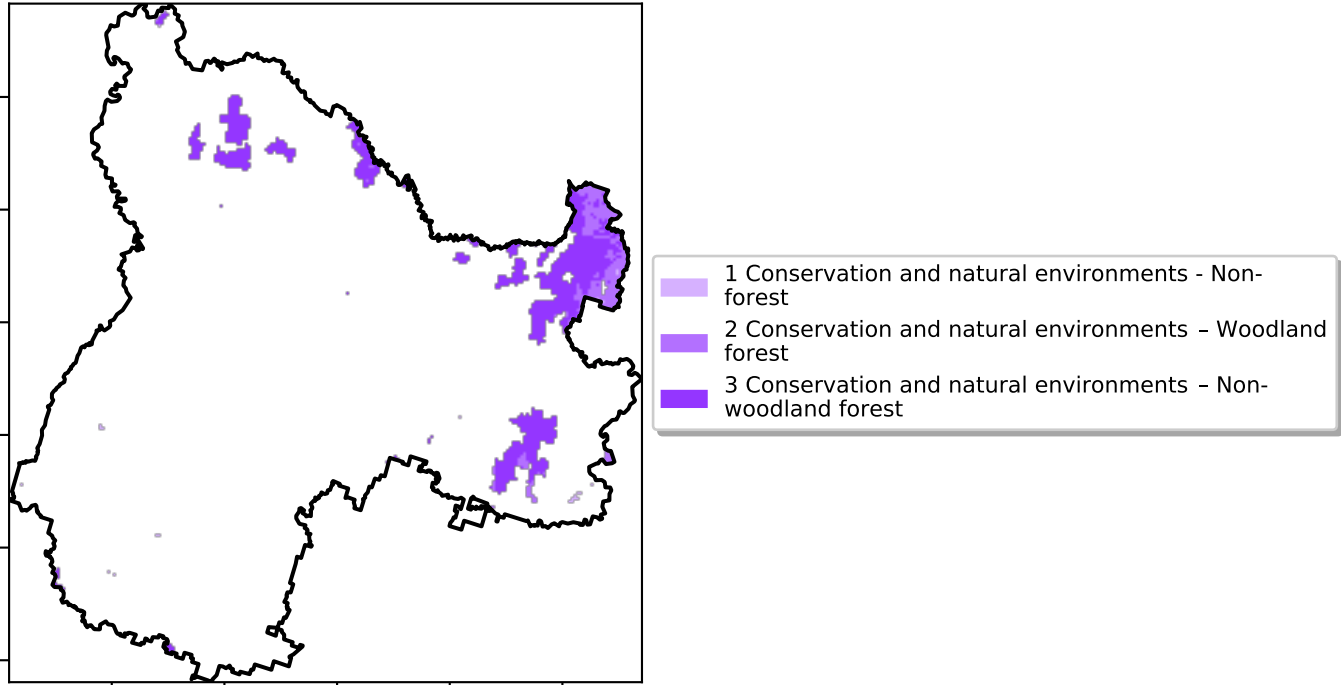 1 Conservation and natural environments - Non-
forest
2 Conservation and natural environments – Woodland
forest
3 Conservation and natural environments – Non-
woodland forest